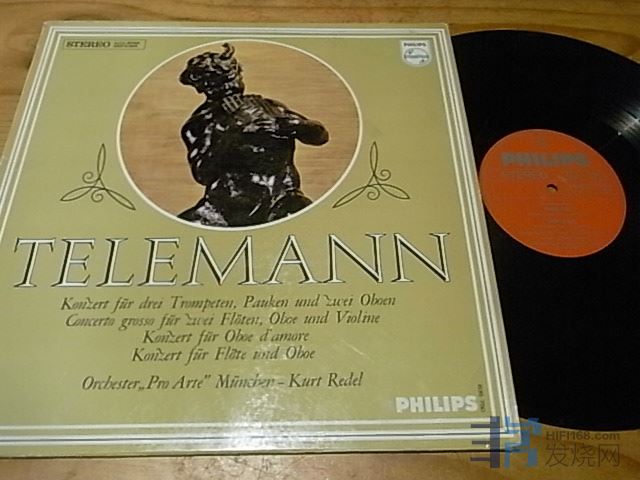 STEREO
PHILIPS
TELEMANN
Konzert für drei Trompeten, Pauken und zwei Oboen
Concerto grosso für zwei Flöten, Oboe und Violine
Konzert für Oboe d'amore
Konzert für Flöte und Oboe
Orchester „Pro Arte" München - Kurt Redel
PHILIPS
PHILIPS
STEREO
HIFI168.com
发烧网